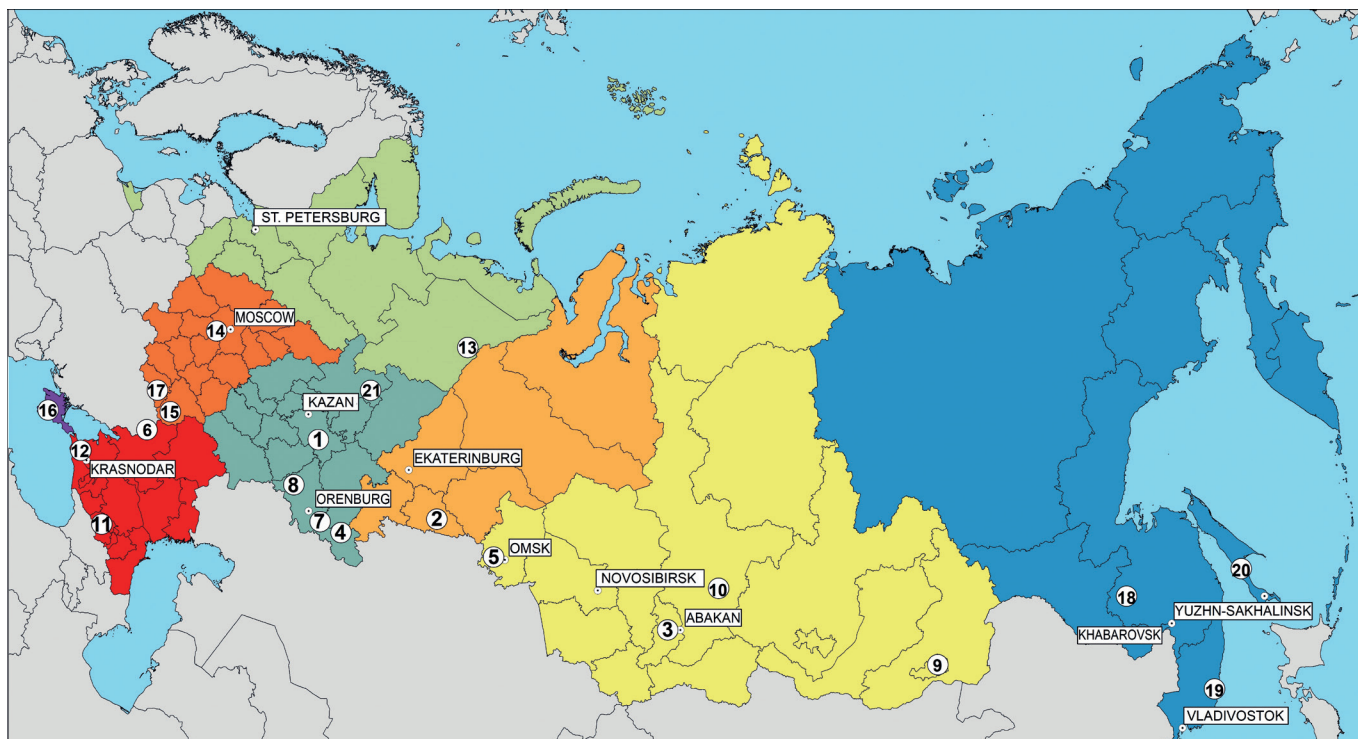 ST. PETERSBURG
MOSCOW
14
13
17
21
16
15
KAZAN
6
1
12
KRASNODAR
EKATERINBURG
8
ORENBURG
7
2
11
4
5
OMSK
20
NOVOSIBIRSK
10
18
YUZHN-SAKHALINSK
ABAKAN
3
KHABAROVSK
9
19
VLADIVOSTOK